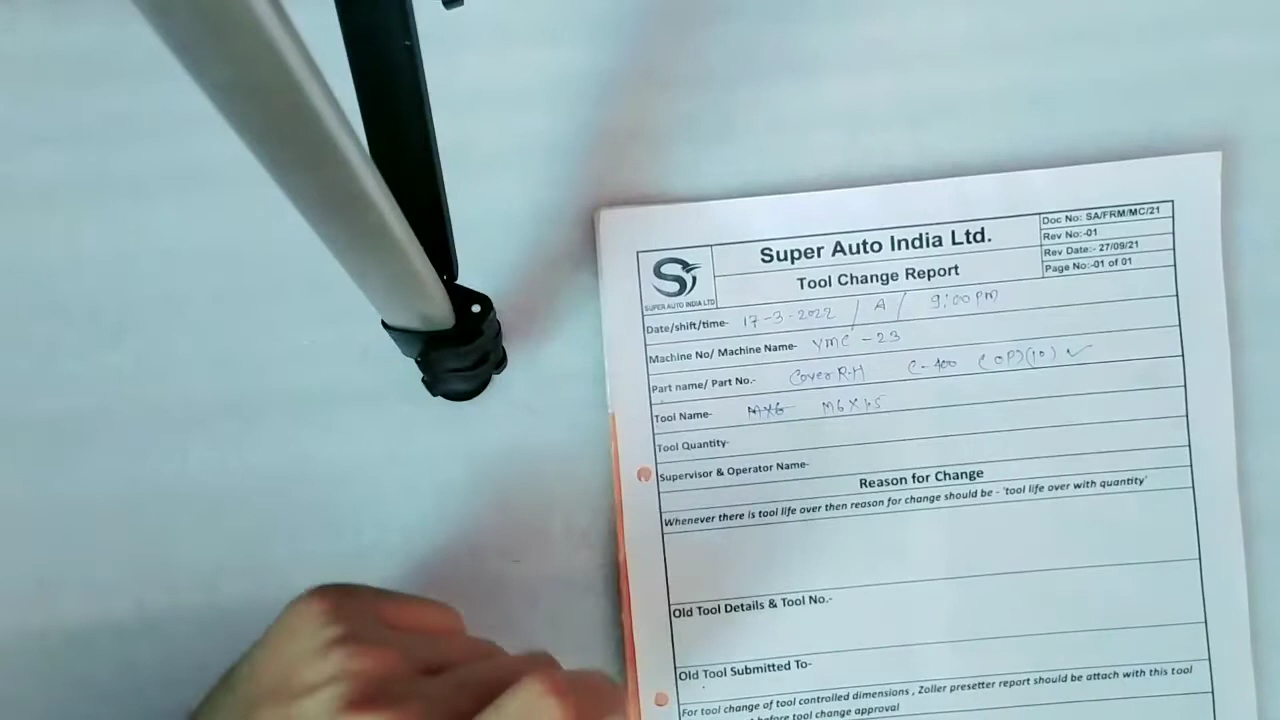 Super Auto India Ltd.
Tool Change Report
Doc No: SA/FRM/MC/21
Rev No:-01
Rev Date:- 27/09/21
Page No:-01 of 01
SUPER AUTO INDIA LTD
Date/shift/time- 17-3-2022 / A / 9:00 PM
Machine No/ Machine Name- VMC - 23
Part name/ Part No.- Cover R-H C-400 (OP)(10) ✓
Tool Name- M6X1.5
Tool Quantity-
Supervisor & Operator Name-
Reason for Change
Whenever there is tool life over then reason for change should be - 'tool life over with quantity'
Old Tool Details & Tool No.-
Old Tool Submitted To-
For tool change of tool controlled dimensions , Zoller presetter report should be attach with this tool
before tool change approval